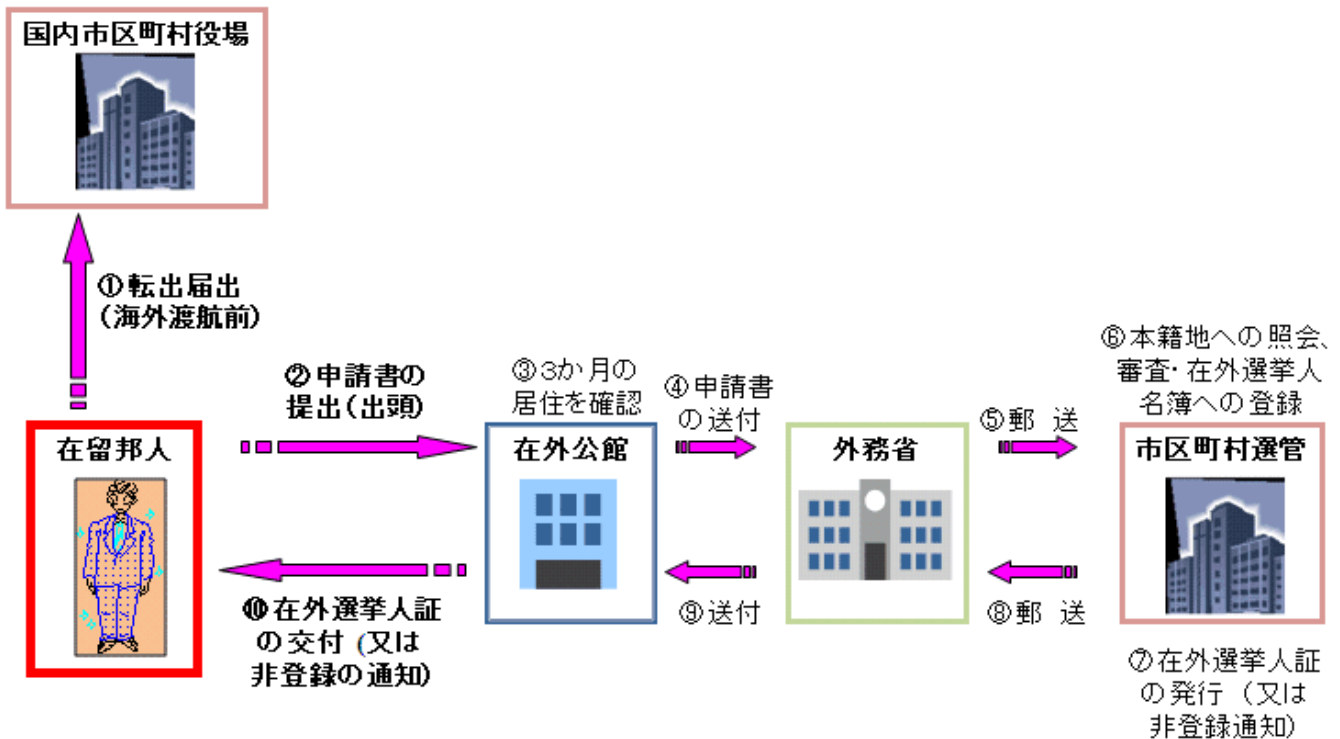 国内市区町村役場
①転出届出
(海外渡航前)
②申請書の
提出(出頭)
③3か月の
居住を確認
④申請書
の送付
⑤郵 送
⑥本籍地への照会、
審査・在外選挙人
名簿への登録
在留邦人
在外公館
外務省
市区町村選管
⑩在外選挙人証
の交付 (又は
非登録の通知)
⑨送付
⑧郵 送
⑦在外選挙人証
の発行 (又は
非登録通知)